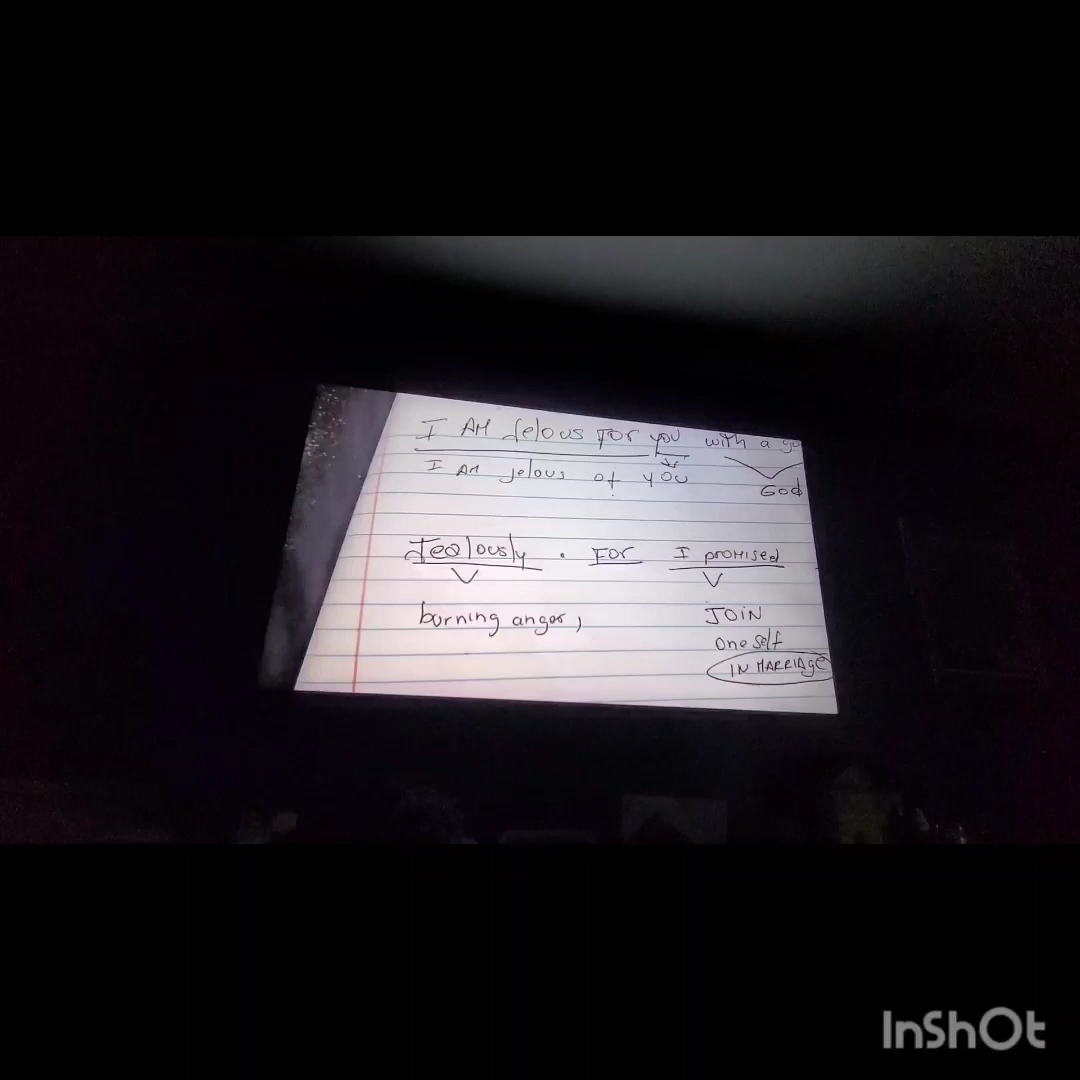 I AM Jelous FOR you with a
I AM jelous of you
God
Jealously . FOR I promised
burning anger, JOIN
one self
IN MARRIAGE
InShOt